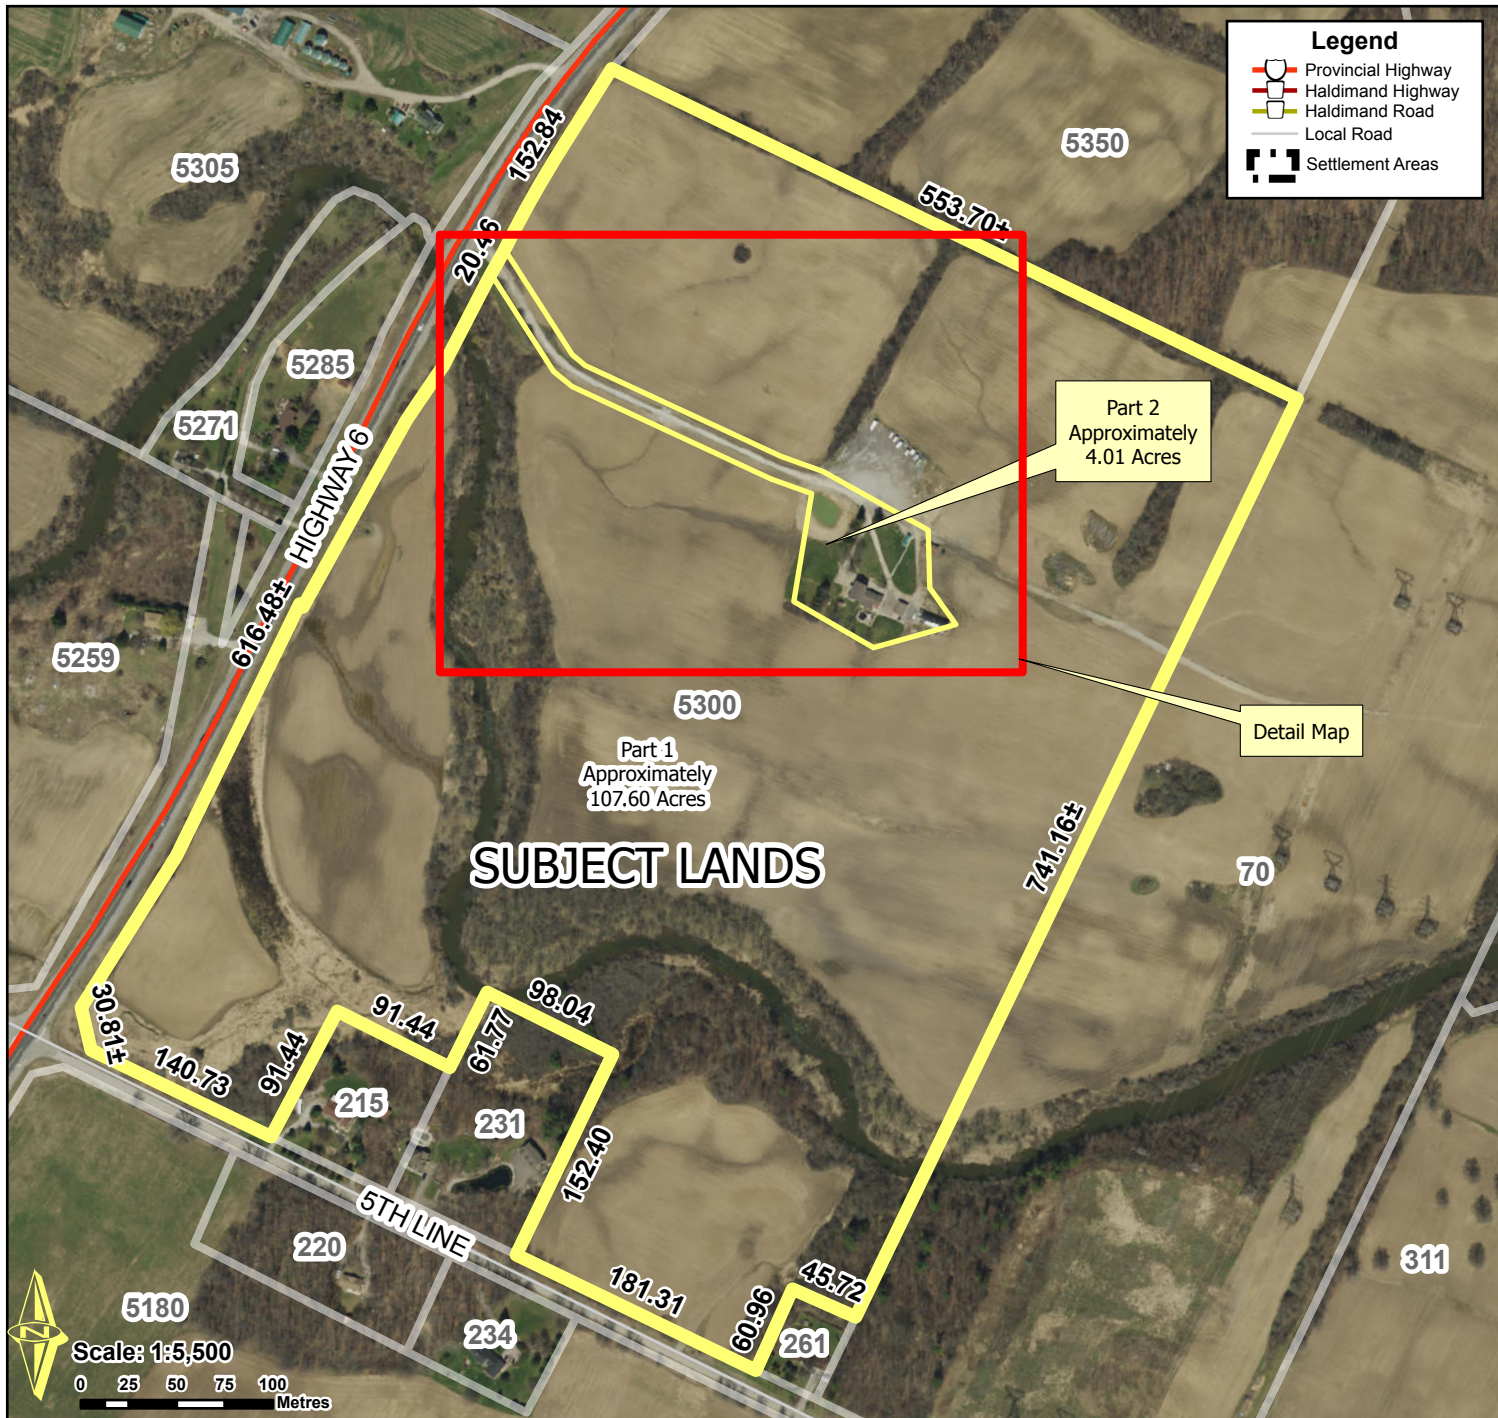 Legend
Provincial Highway
Haldimand Highway
Haldimand Road
Local Road
Settlement Areas
5305
152.84
5350
553.70±
20.46
5285
5271
HIGHWAY 6
Part 2
Approximately
4.01 Acres
616.48±
5259
5300
Detail Map
Part 1
Approximately
107.60 Acres
SUBJECT LANDS
741.16±
70
30.81±
140.73
91.44
91.44
61.77
98.04
215
231
152.40
5TH LINE
220
181.31
60.96
45.72
311
5180
234
261
N
Scale: 1:5,500
0 25 50 75 100
Metres